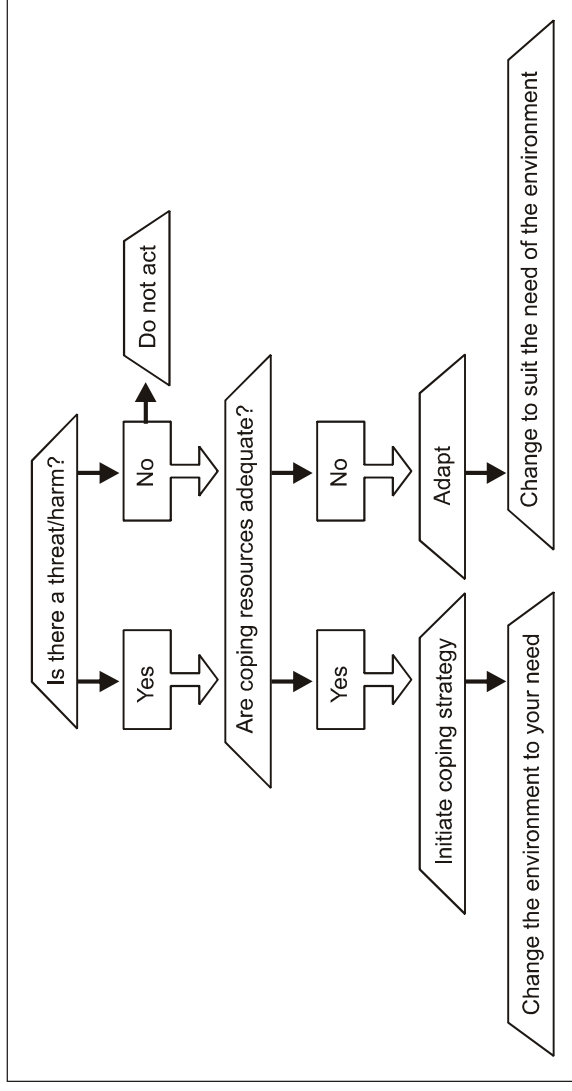 Is there a threat/harm?
Yes
No
Do not act
Are coping resources adequate?
Yes
No
Initiate coping strategy
Adapt
Change the environment to your need
Change to suit the need of the environment